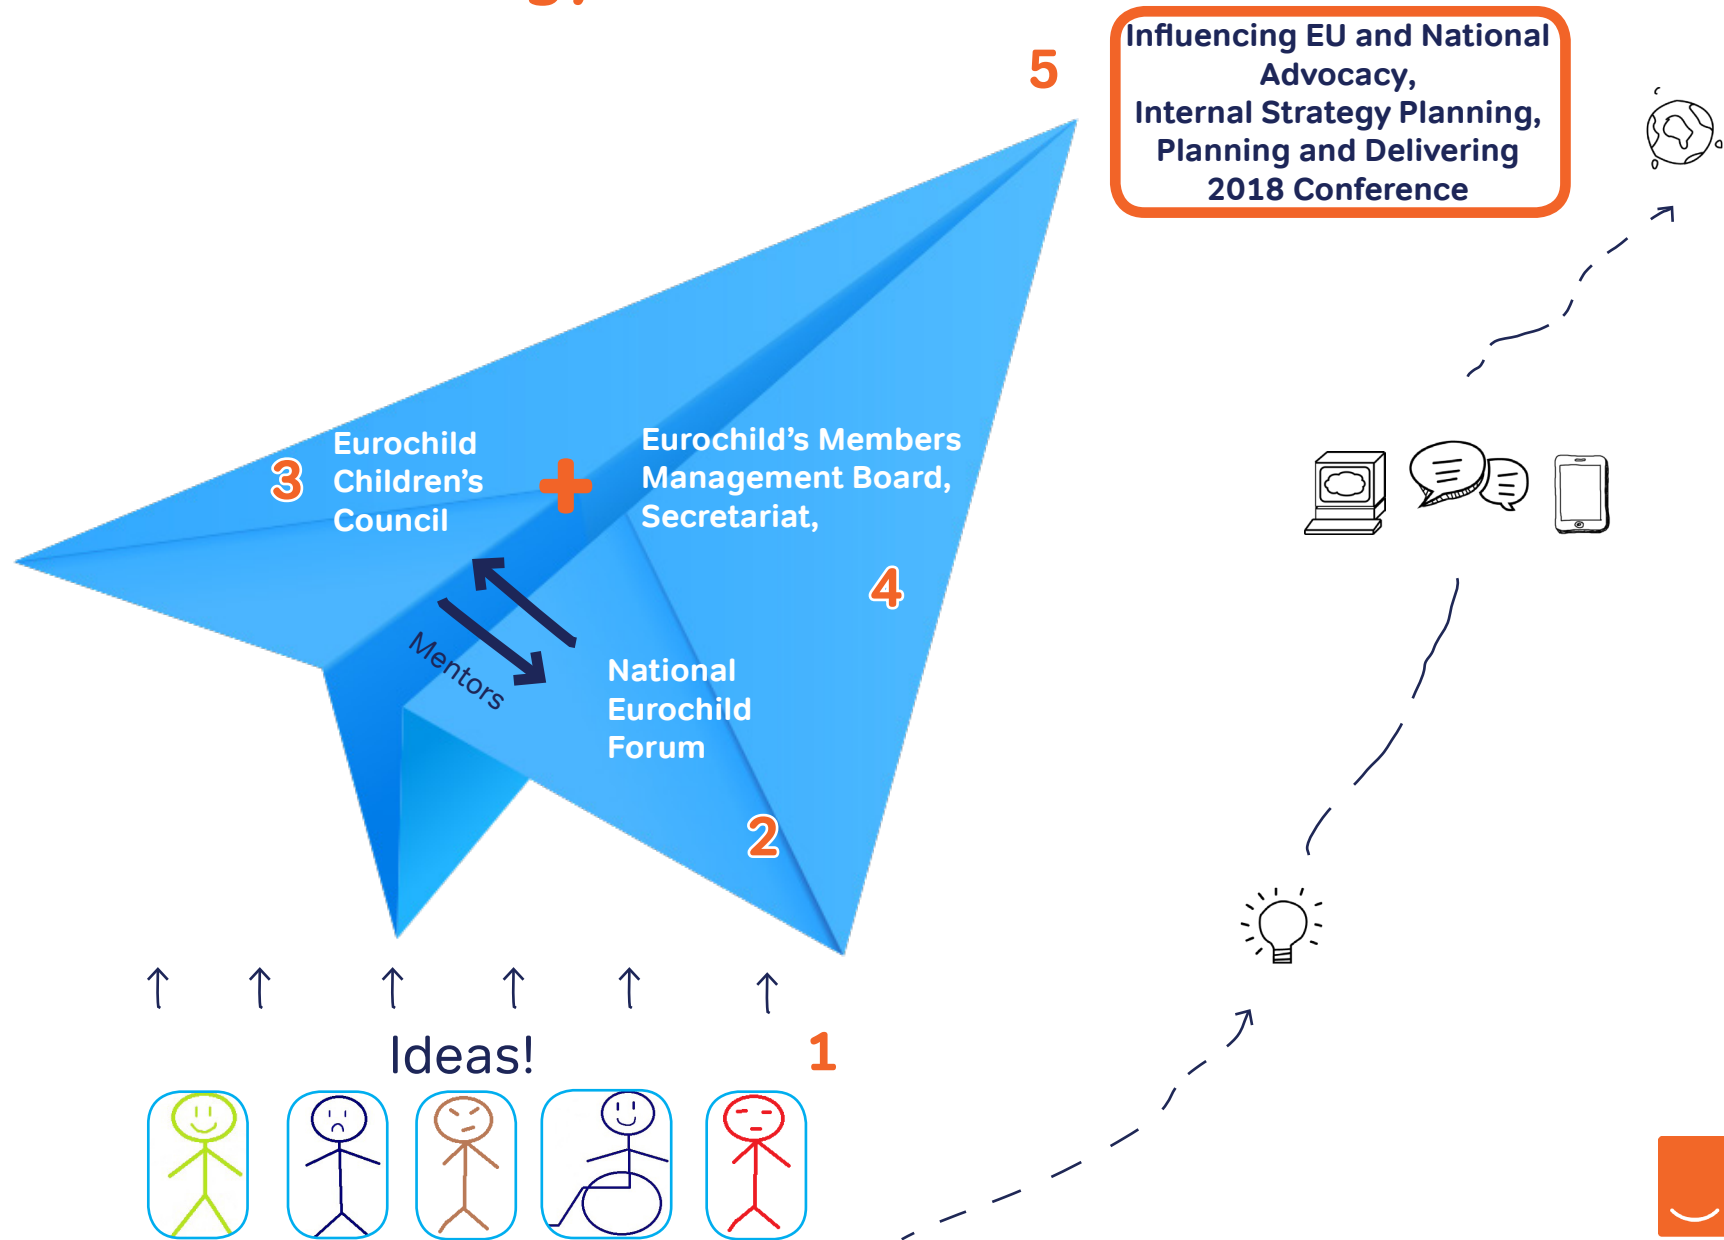 5
Influencing EU and National
Advocacy,
Internal Strategy Planning,
Planning and Delivering
2018 Conference
3
Eurochild
Children's
Council
Eurochild's Members
Management Board,
Secretariat,
4
Mentors
National
Eurochild
Forum
2
Ideas!
1